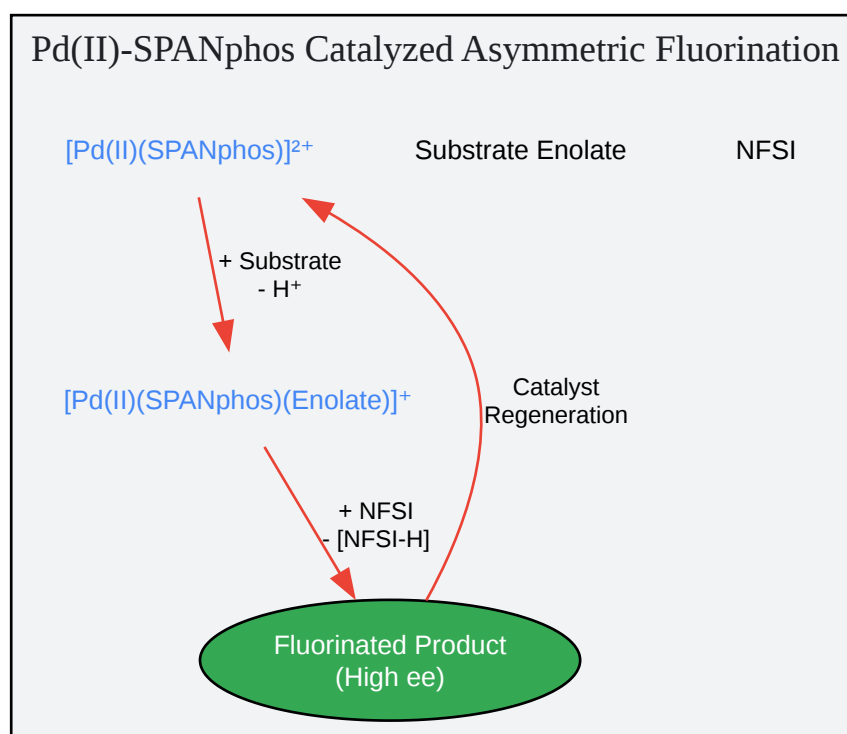 Pd(II)-SPANphos Catalyzed Asymmetric Fluorination
[Pd(II)(SPANphos)]²⁺
Substrate Enolate
NFSI
+ Substrate
- H⁺
[Pd(II)(SPANphos)(Enolate)]⁺
Catalyst
Regeneration
+ NFSI
- [NFSI-H]
Fluorinated Product
(High ee)